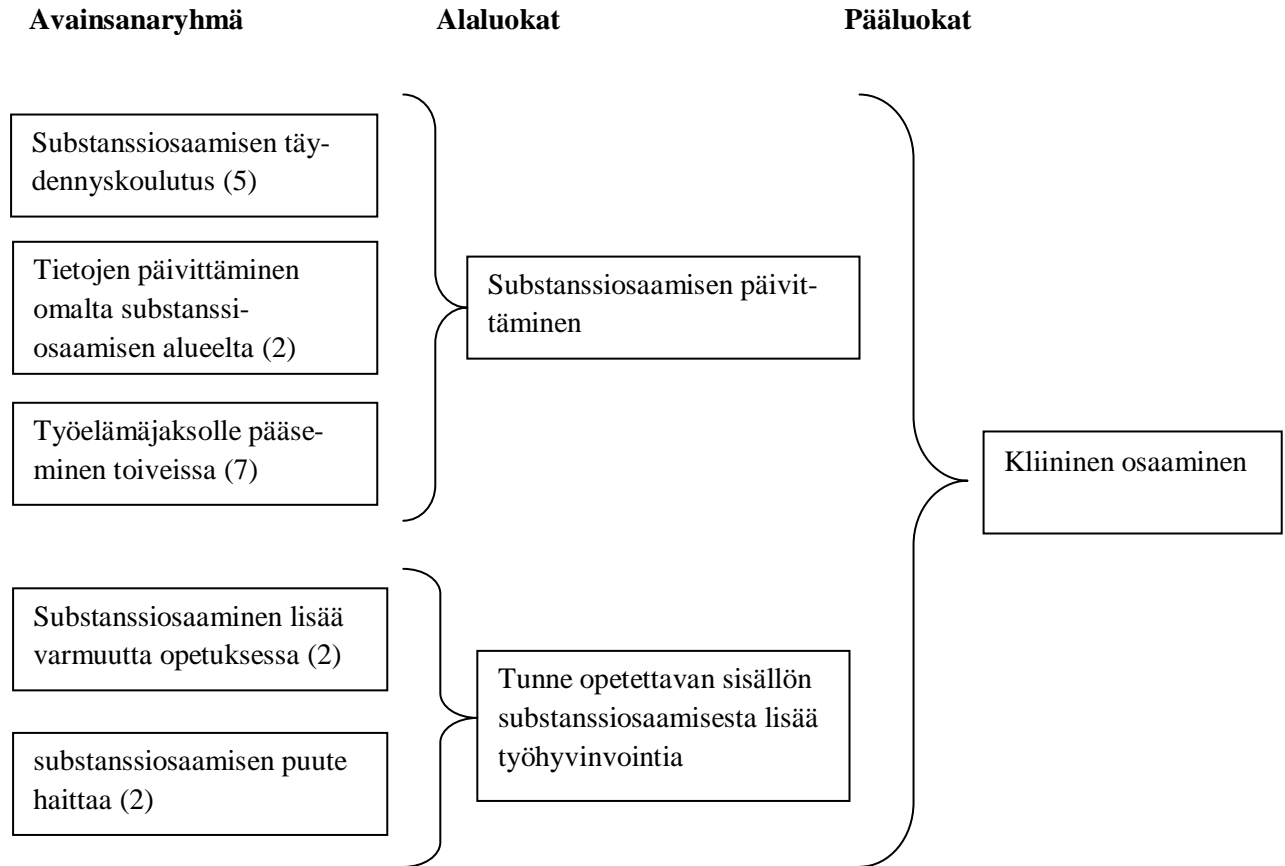 Avainsanaryhmä Alaluokat Pääluokat
Substanssiosaamisen täy-
dennyskoulutus (5)
Tietojen päivittäminen
omalta substanssi-
osaamisen alueelta (2)
Työelämäjaksolle pääse-
minen toiveissa (7)
Substanssiosaamisen päivit-
täminen
Substanssiosaaminen lisää
varmuutta opetuksessa (2)
substanssiosaamisen puute
haittaa (2)
Tunne opetettavan sisällön
substanssiosaamisesta lisää
työhyvinvointia
Kliininen osaaminen